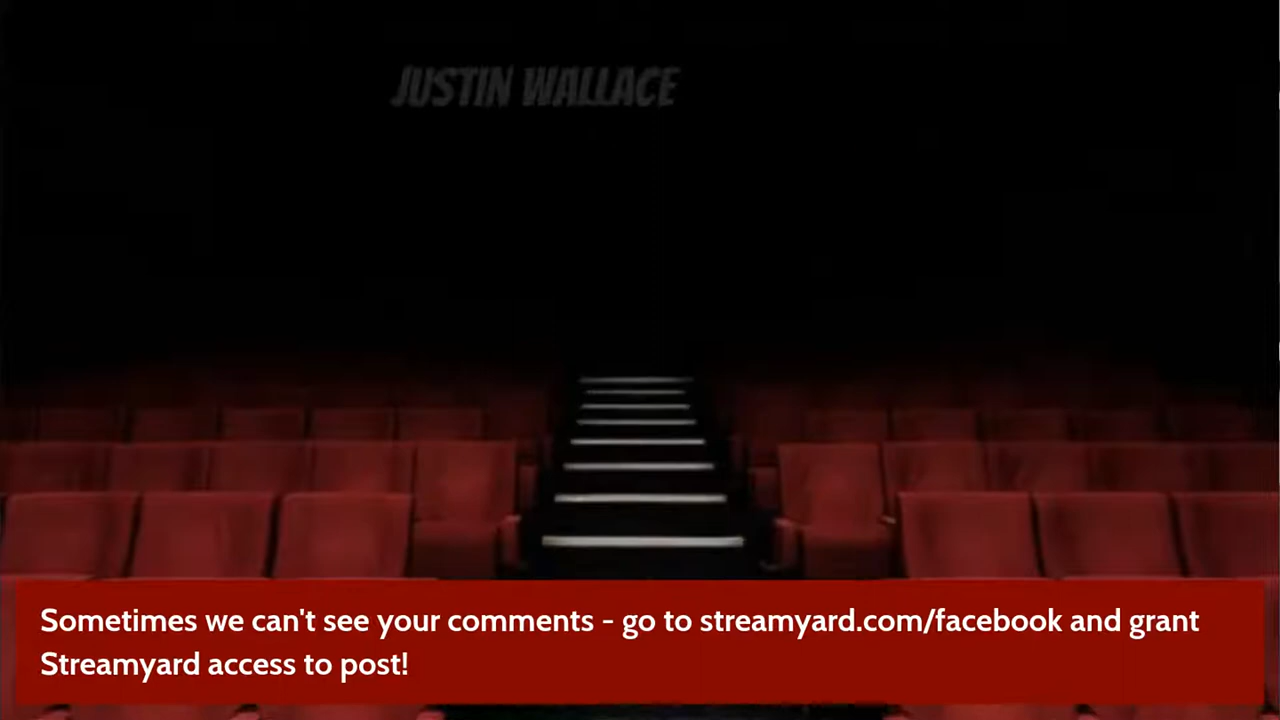 JUSTIN WALLACE
Sometimes we can't see your comments - go to streamyard.com/facebook and grant
Streamyard access to post!